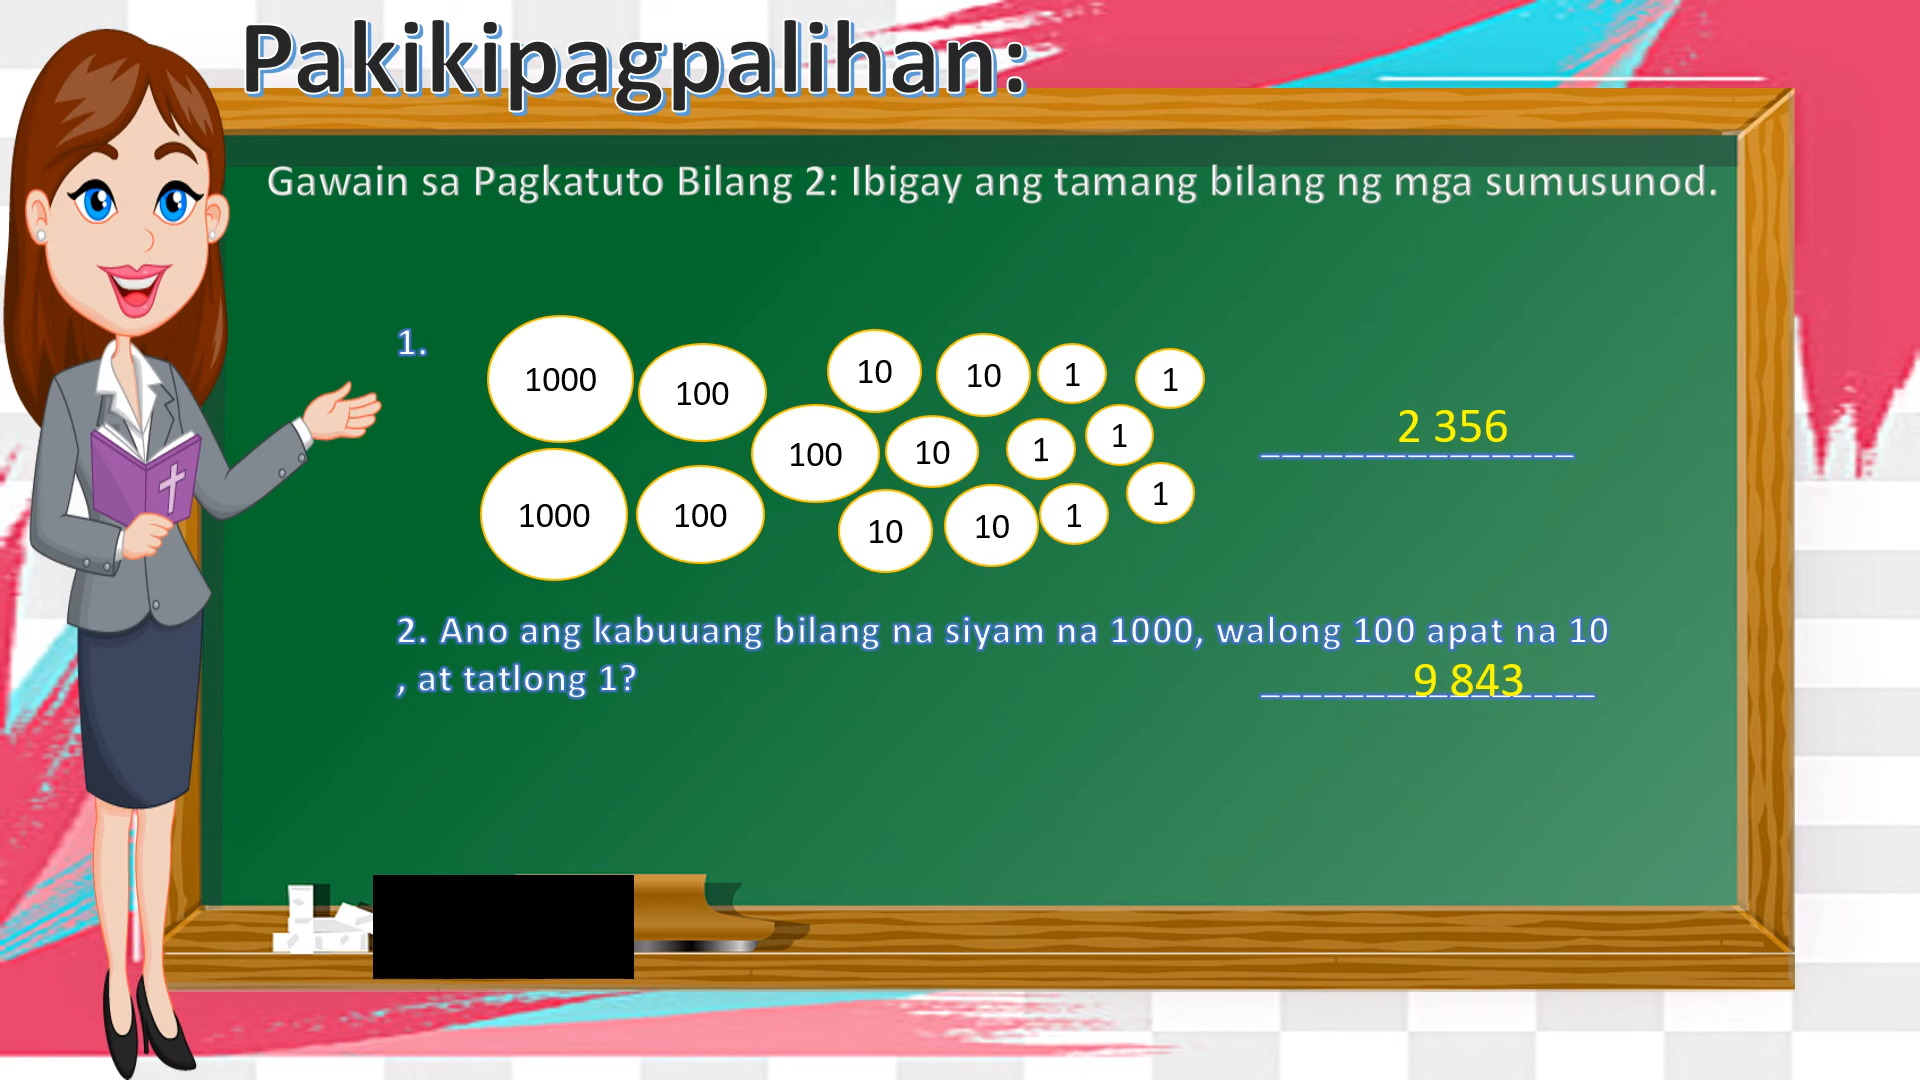 Pakikipagpalihan:
Gawain sa Pagkatuto Bilang 2: Ibigay ang tamang bilang ng mga sumusunod.
1.
1000 100 10 10 1 1
100 10 1 1
2 356
_______________
1000 100 10 10 1 1
2. Ano ang kabuuang bilang na siyam na 1000, walong 100 apat na 10
, at tatlong 1? 9 843
________________